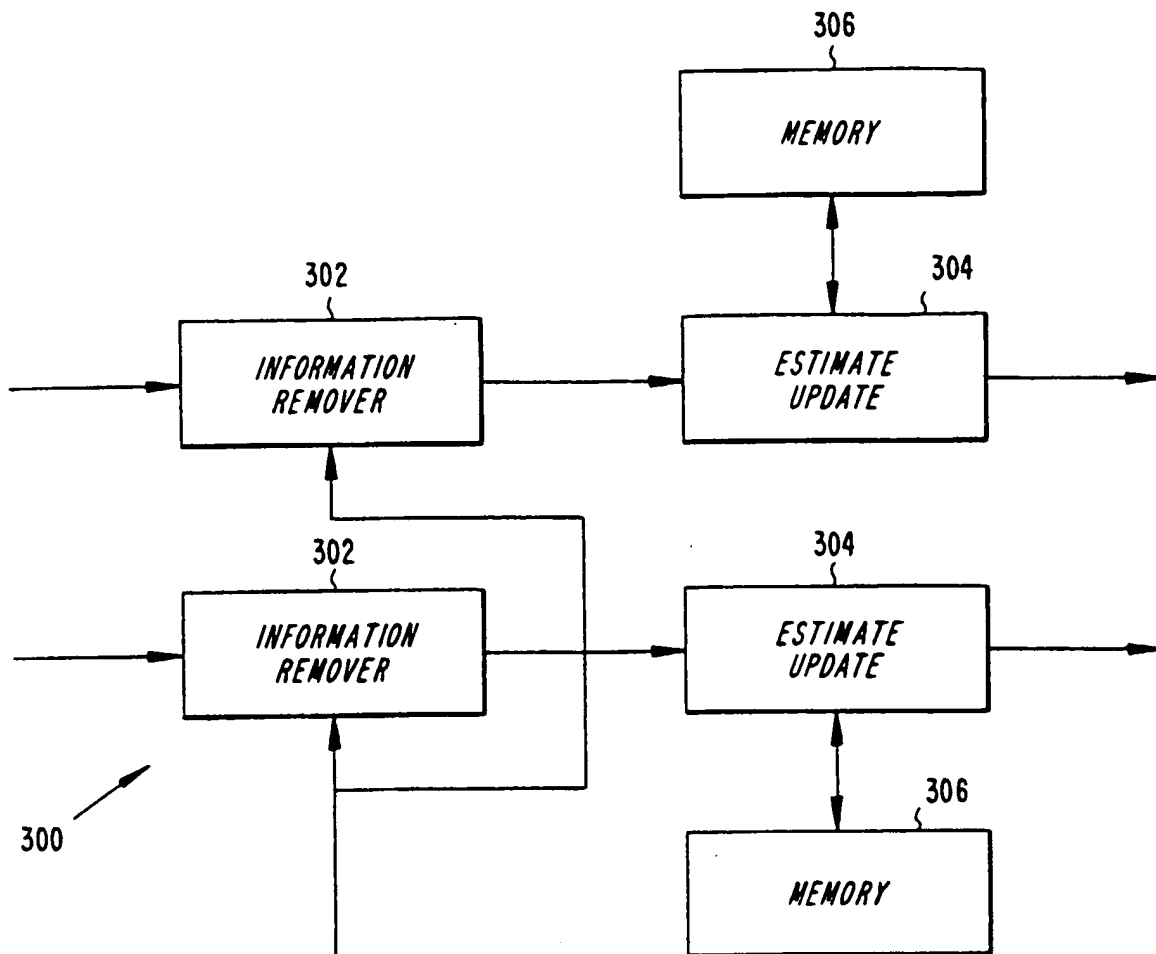 306
MEMORY
304
302
INFORMATION
REMOVER
ESTIMATE
UPDATE
302
304
INFORMATION
REMOVER
ESTIMATE
UPDATE
300
306
MEMORY